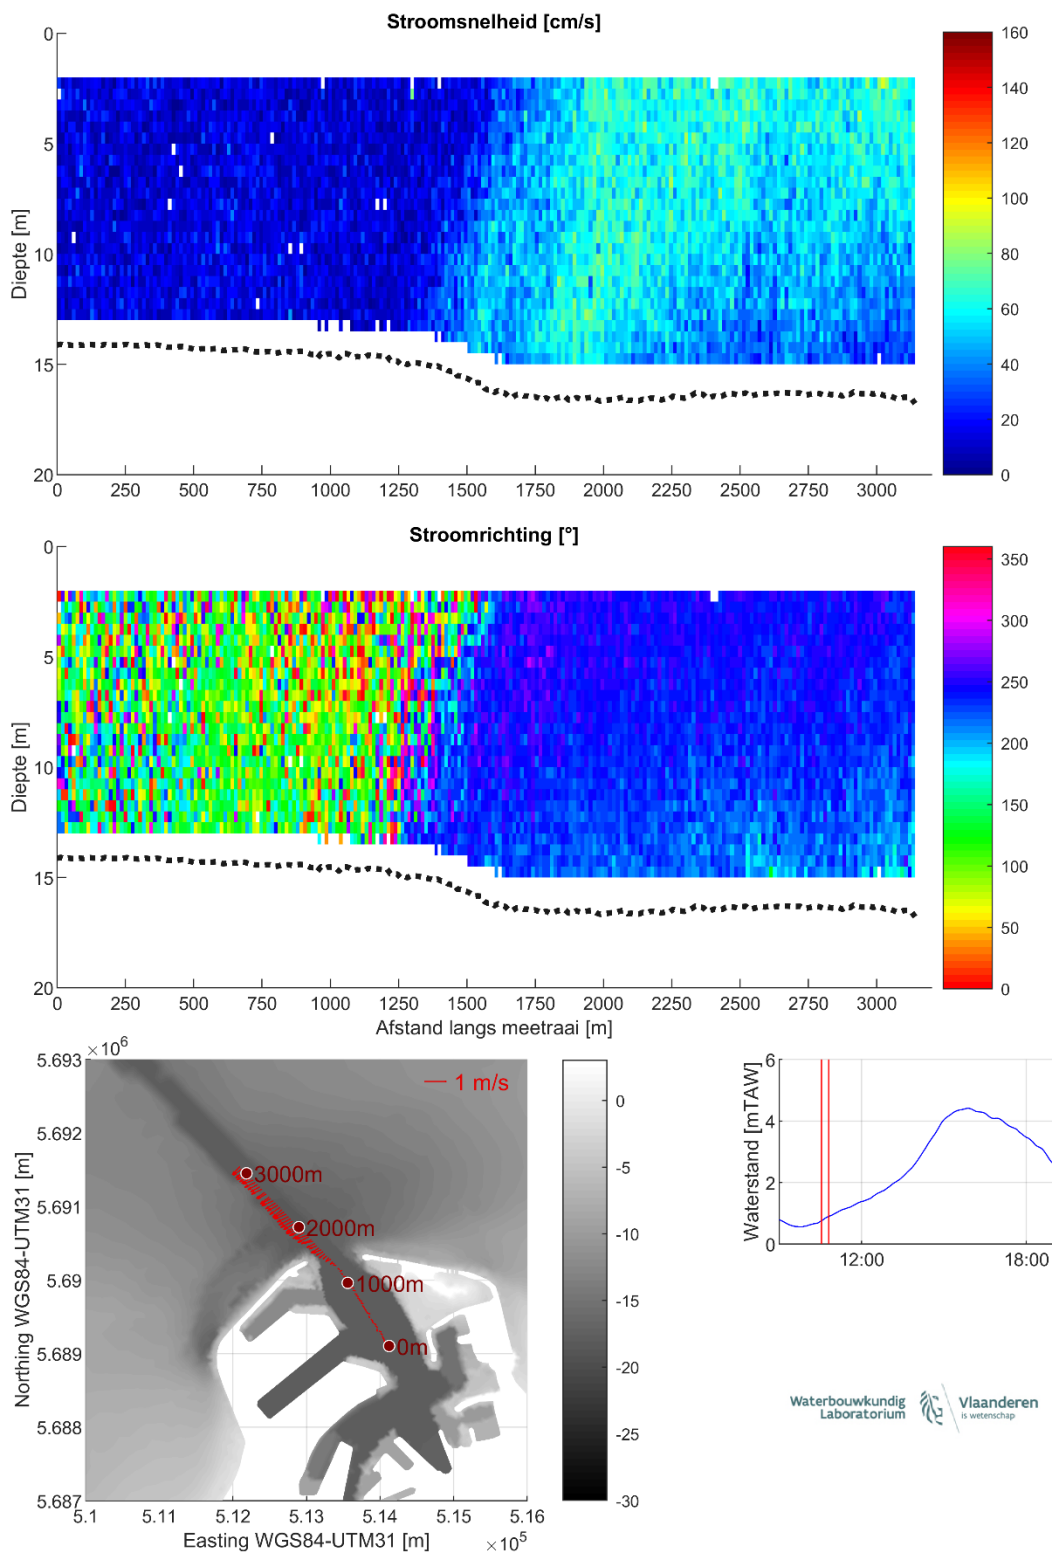 Stroomsnelheid [cm/s]
0
5
10
15
20
Diepte [m]
0 250 500 750 1000 1250 1500 1750 2000 2250 2500 2750 3000
160
140
120
100
80
60
40
20
0
Stroomrichting [°]
0
5
10
15
20
Diepte [m]
0 250 500 750 1000 1250 1500 1750 2000 2250 2500 2750 3000
Afstand langs meetraai [m]
350
300
250
200
150
100
50
0
×10⁶
5.693
5.692
5.691
5.69
5.689
5.688
5.687
Northing WGS84-UTM31 [m]
1 m/s
3000m
2000m
1000m
0m
5.1 5.11 5.12 5.13 5.14 5.15 5.16
Easting WGS84-UTM31 [m]
×10⁵
0
-5
-10
-15
-20
-25
-30
Waterstand [mTAW]
6
4
2
0
12:00 18:00
Waterbouwkundig
Laboratorium
Vlaanderen
is wetenschap